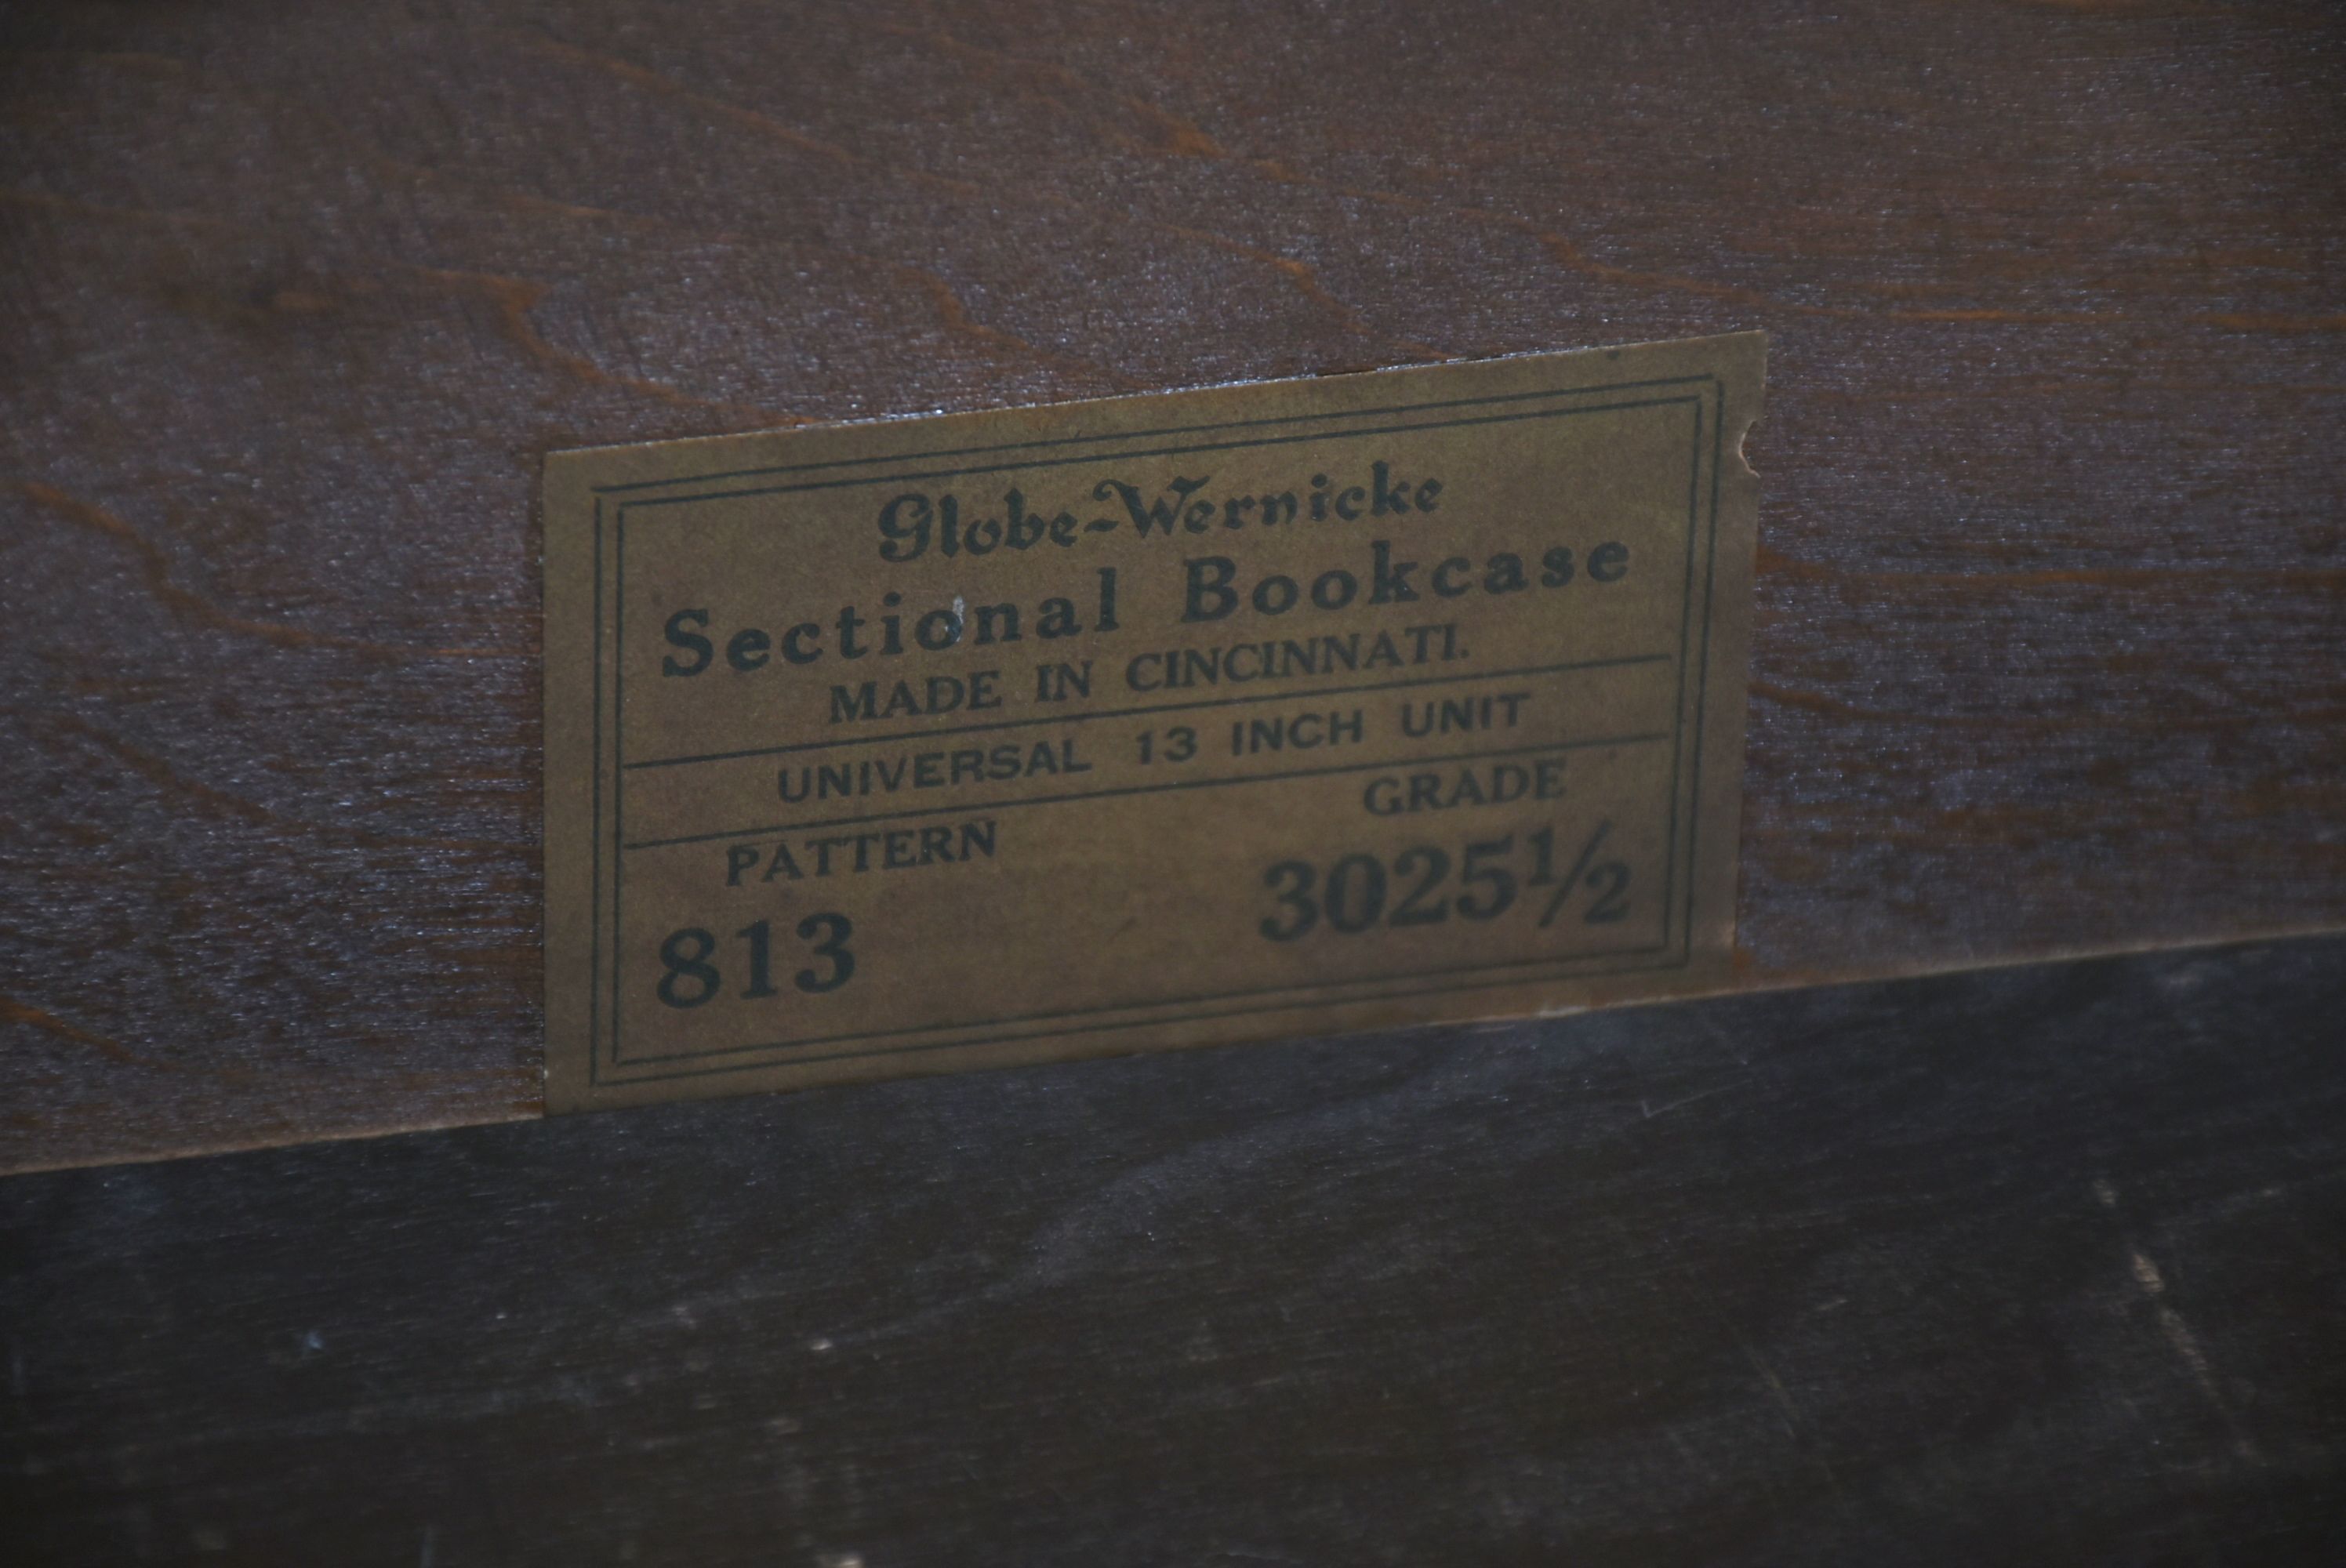 Globe-Wernicke
Sectional Bookcase
MADE IN CINCINNATI.
UNIVERSAL 13 INCH UNIT
PATTERN GRADE
813 3025½